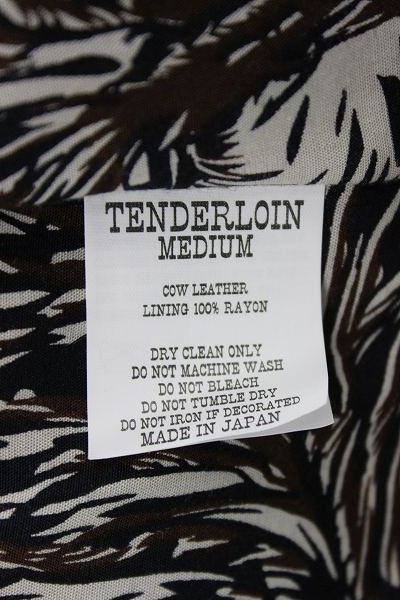 TENDERLOIN
MEDIUM
COW LEATHER
LINING 100% RAYON
DRY CLEAN ONLY
DO NOT MACHINE WASH
DO NOT BLEACH
DO NOT TUMBLE DRY
DO NOT IRON IF DECORATED
MADE IN JAPAN